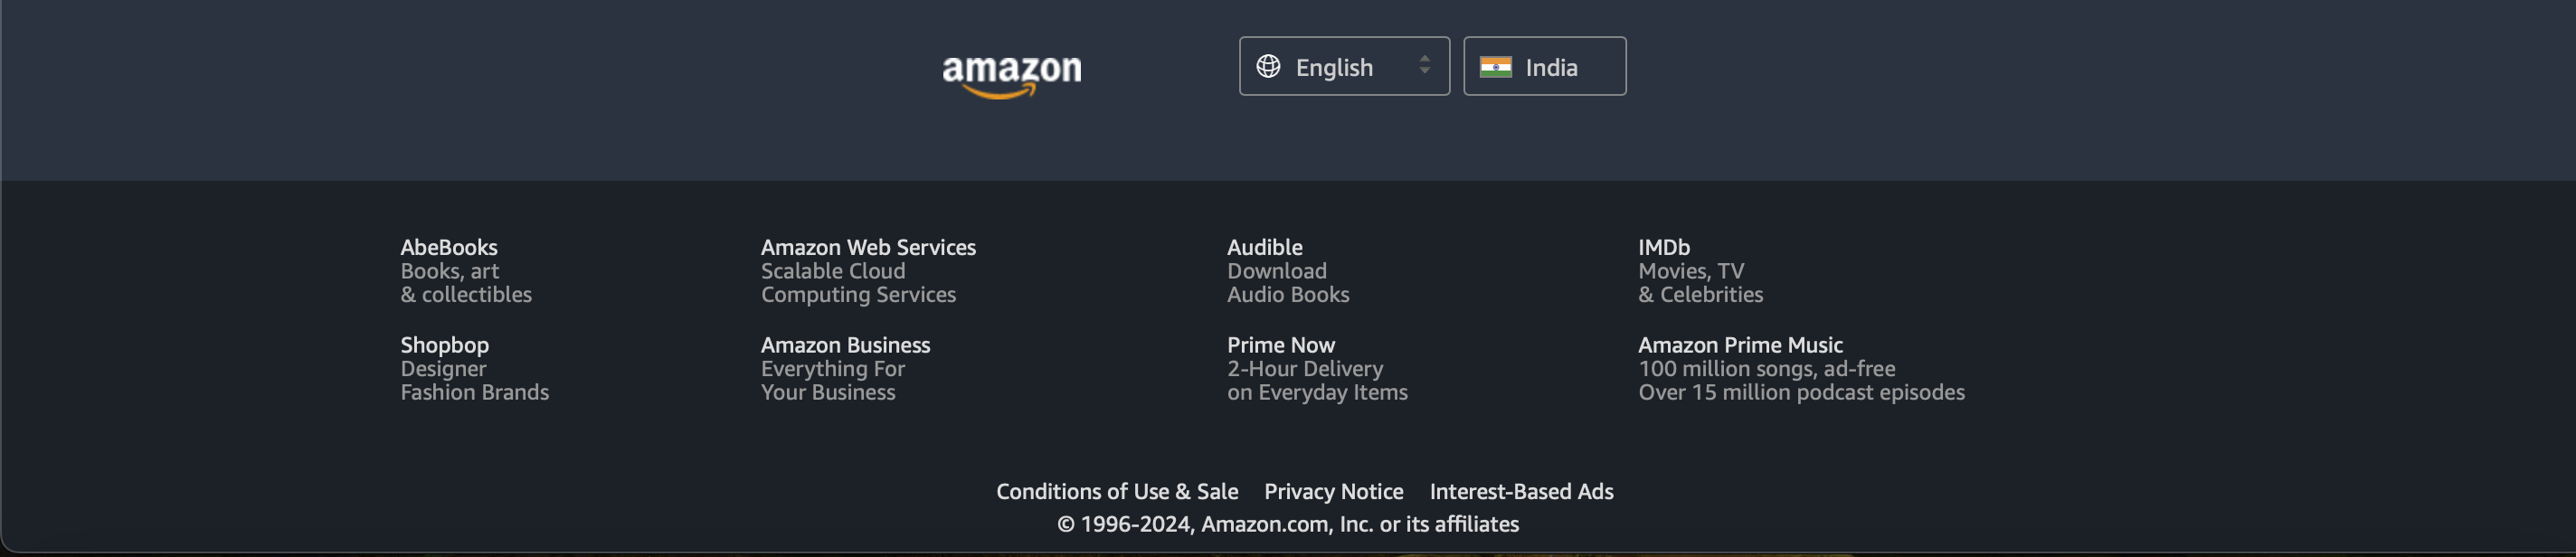 amazon
English
India
AbeBooks
Books, art
& collectibles
Amazon Web Services
Scalable Cloud
Computing Services
Audible
Download
Audio Books
IMDb
Movies, TV
& Celebrities
Shopbop
Designer
Fashion Brands
Amazon Business
Everything For
Your Business
Prime Now
2-Hour Delivery
on Everyday Items
Amazon Prime Music
100 million songs, ad-free
Over 15 million podcast episodes
Conditions of Use & Sale Privacy Notice Interest-Based Ads
© 1996-2024, Amazon.com, Inc. or its affiliates